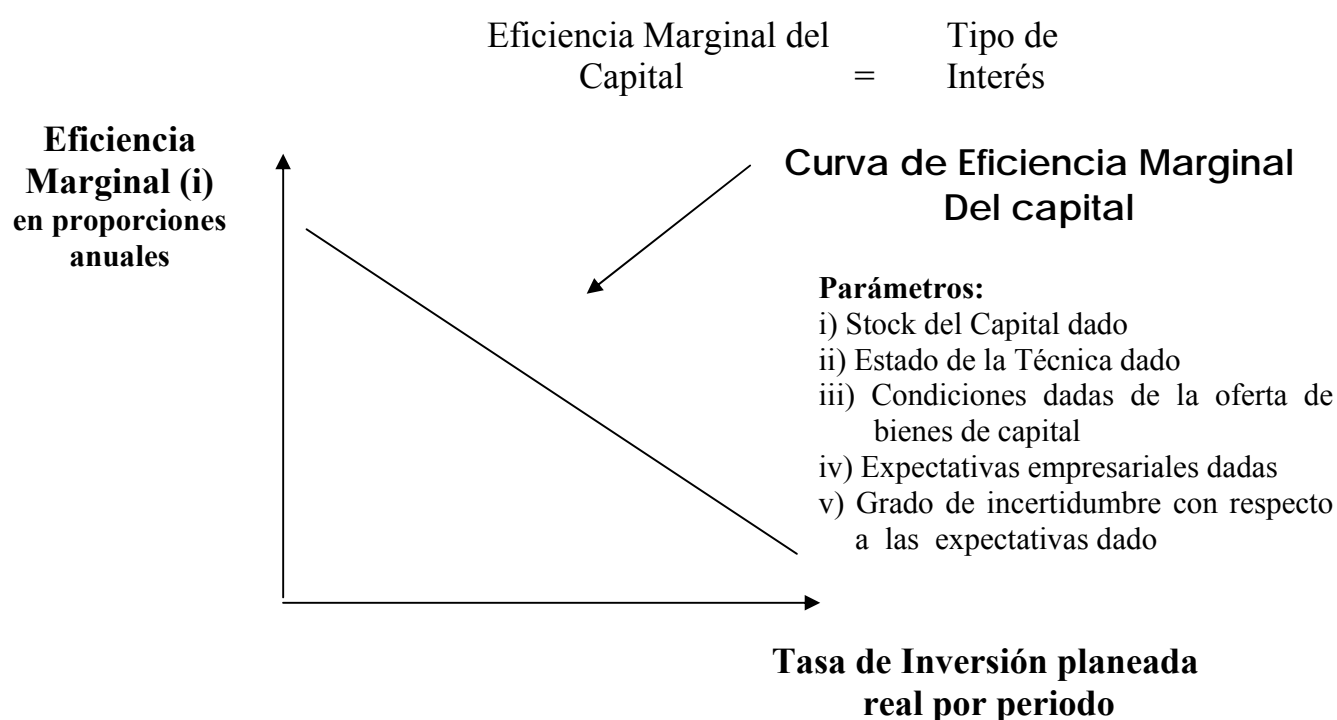 Eficiencia Marginal del Tipo de
Capital = Interés
Eficiencia
Marginal (i)
en proporciones
anuales
Curva de Eficiencia Marginal
Del capital
Parámetros:
i) Stock del Capital dado
ii) Estado de la Técnica dado
iii) Condiciones dadas de la oferta de
bienes de capital
iv) Expectativas empresariales dadas
v) Grado de incertidumbre con respecto
a las expectativas dado
Tasa de Inversión planeada
real por periodo